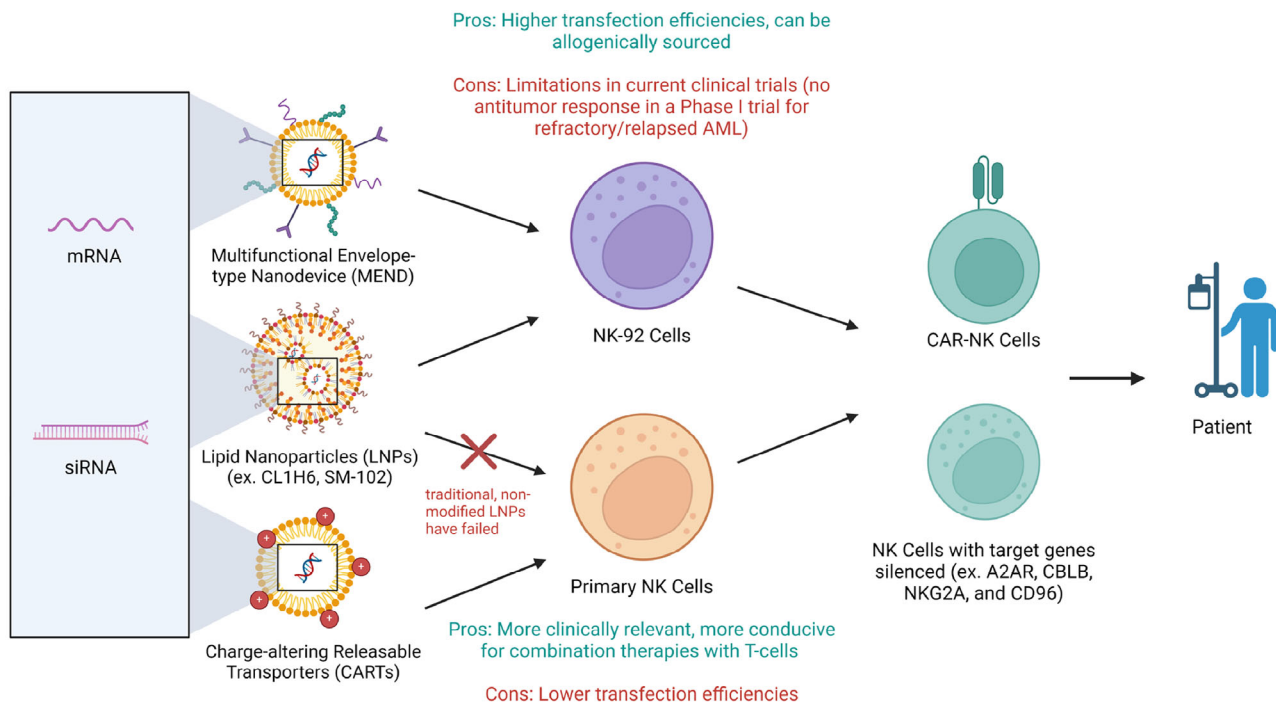 Pros: Higher transfection efficiencies, can be
allogenically sourced
Cons: Limitations in current clinical trials (no
antitumor response in a Phase I trial for
refractory/relapsed AML)
mRNA
siRNA
Multifunctional Envelope-
type Nanodevice (MEND)
Lipid Nanoparticles (LNPs)
(ex. CL1H6, SM-102)
+
+
+
+
+
Charge-altering Releasable
Transporters (CARTs)
traditional, non-
modified LNPs
have failed
NK-92 Cells
Primary NK Cells
Pros: More clinically relevant, more conducive
for combination therapies with T-cells
Cons: Lower transfection efficiencies
CAR-NK Cells
NK Cells with target genes
silenced (ex. A2AR, CBLB,
NKG2A, and CD96)
Patient